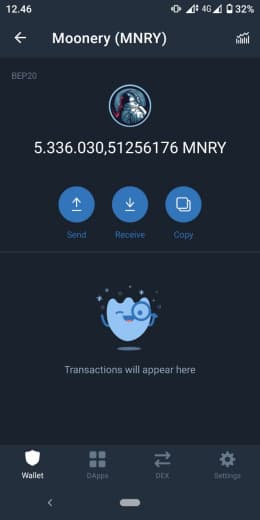 12.46
4G
32%
Moonery (MNRY)
BEP20
5.336.030,51256176 MNRY
Send
Receive
Copy
Transactions will appear here
Wallet
DApps
DEX
Settings